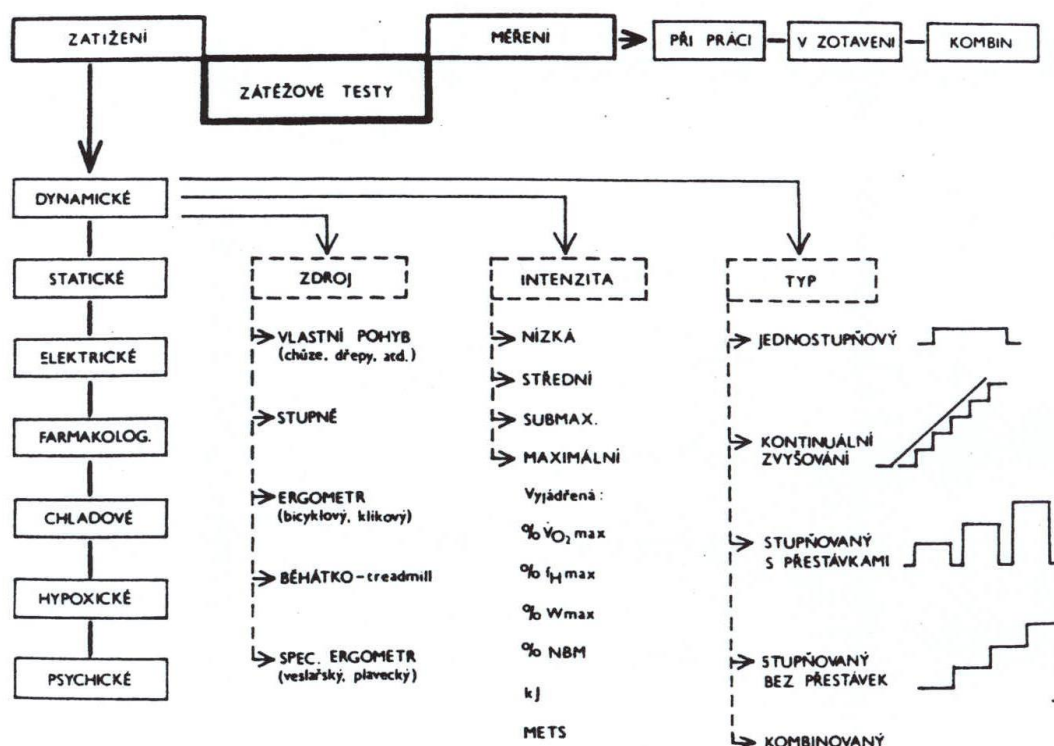 ZATIŽENÍ
MĚŘENÍ
PŘI PRÁCI
V ZOTAVENI
KOMBIN
ZÁTĚŽOVÉ TESTY
DYNAMICKÉ
STATICKÉ
ELEKTRICKÉ
FARMAKOLOG.
CHLADOVÉ
HYPOXICKÉ
PSYCHICKÉ
ZDROJ
VLASTNÍ POHYB
(chůze, dřepy, atd.)
STUPNĚ
ERGOMETR
(bicyklový, klikový)
BĚHÁTKO-treadmill
SPEC. ERGOMETR
(veslařský, plavecký)
INTENZITA
NÍZKÁ
STŘEDNÍ
SUBMAX.
MAXIMÁLNÍ
Vyjádřená :
% V̇O₂ max
% fH max
% Wmax
% NBM
kJ
METS
TYP
JEDNOSTUPŇOVÝ
KONTINUÁLNÍ
ZVYŠOVÁNÍ
STUPŇOVANÝ
S PŘESTÁVKAMI
STUPŇOVANÝ
BEZ PŘESTÁVEK
KOMBINOVANÝ